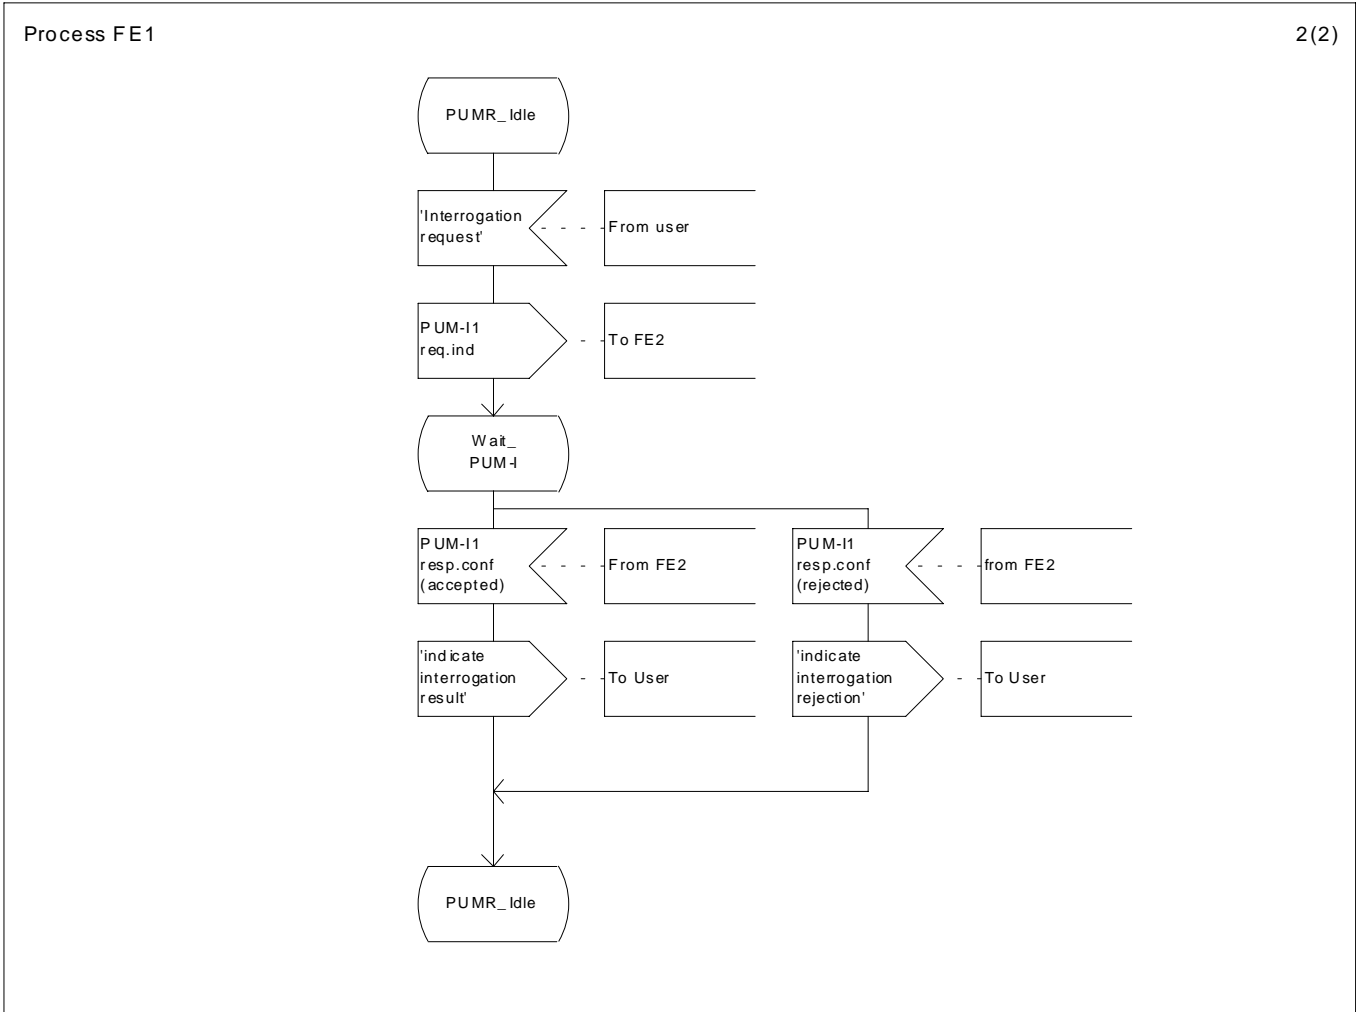 Process FE1
2(2)
PUMR_Idle
'Interrogation
request'
From user
PUM-I1
req.ind
To FE2
Wait_
PUM-I
PUM-I1
resp.conf
(accepted)
From FE2
PUM-I1
resp.conf
(rejected)
from FE2
'indicate
interrogation
result'
To User
'indicate
interrogation
rejection'
To User
PUMR_Idle